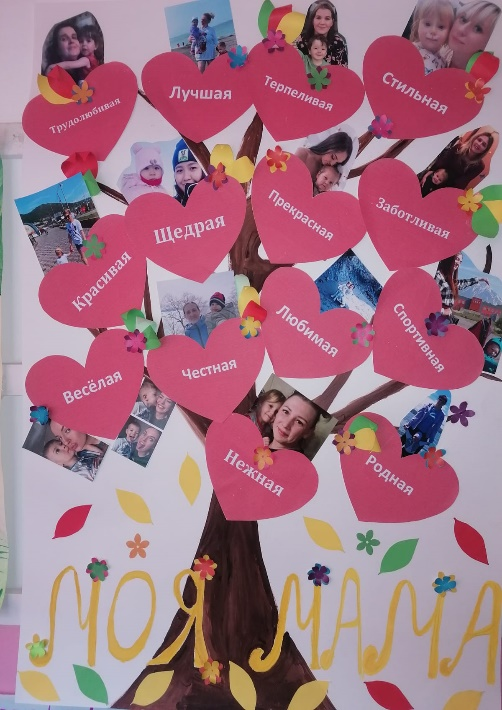 Трудолюбивая
Лучшая
Терпеливая
Стильная
Красивая
Щедрая
Прекрасная
Заботливая
Весёлая
Честная
Любимая
Спортивная
Нежная
Родная
МОЯ МАМА